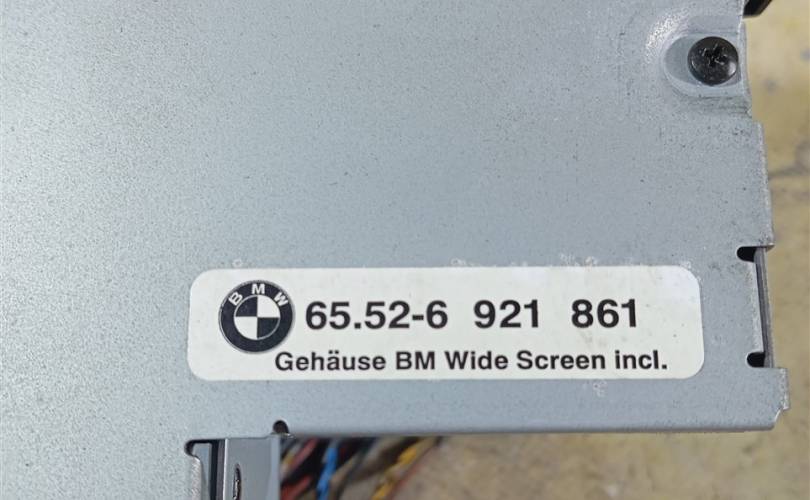 BMW
65.52-6 921 861
Gehäuse BM Wide Screen incl.